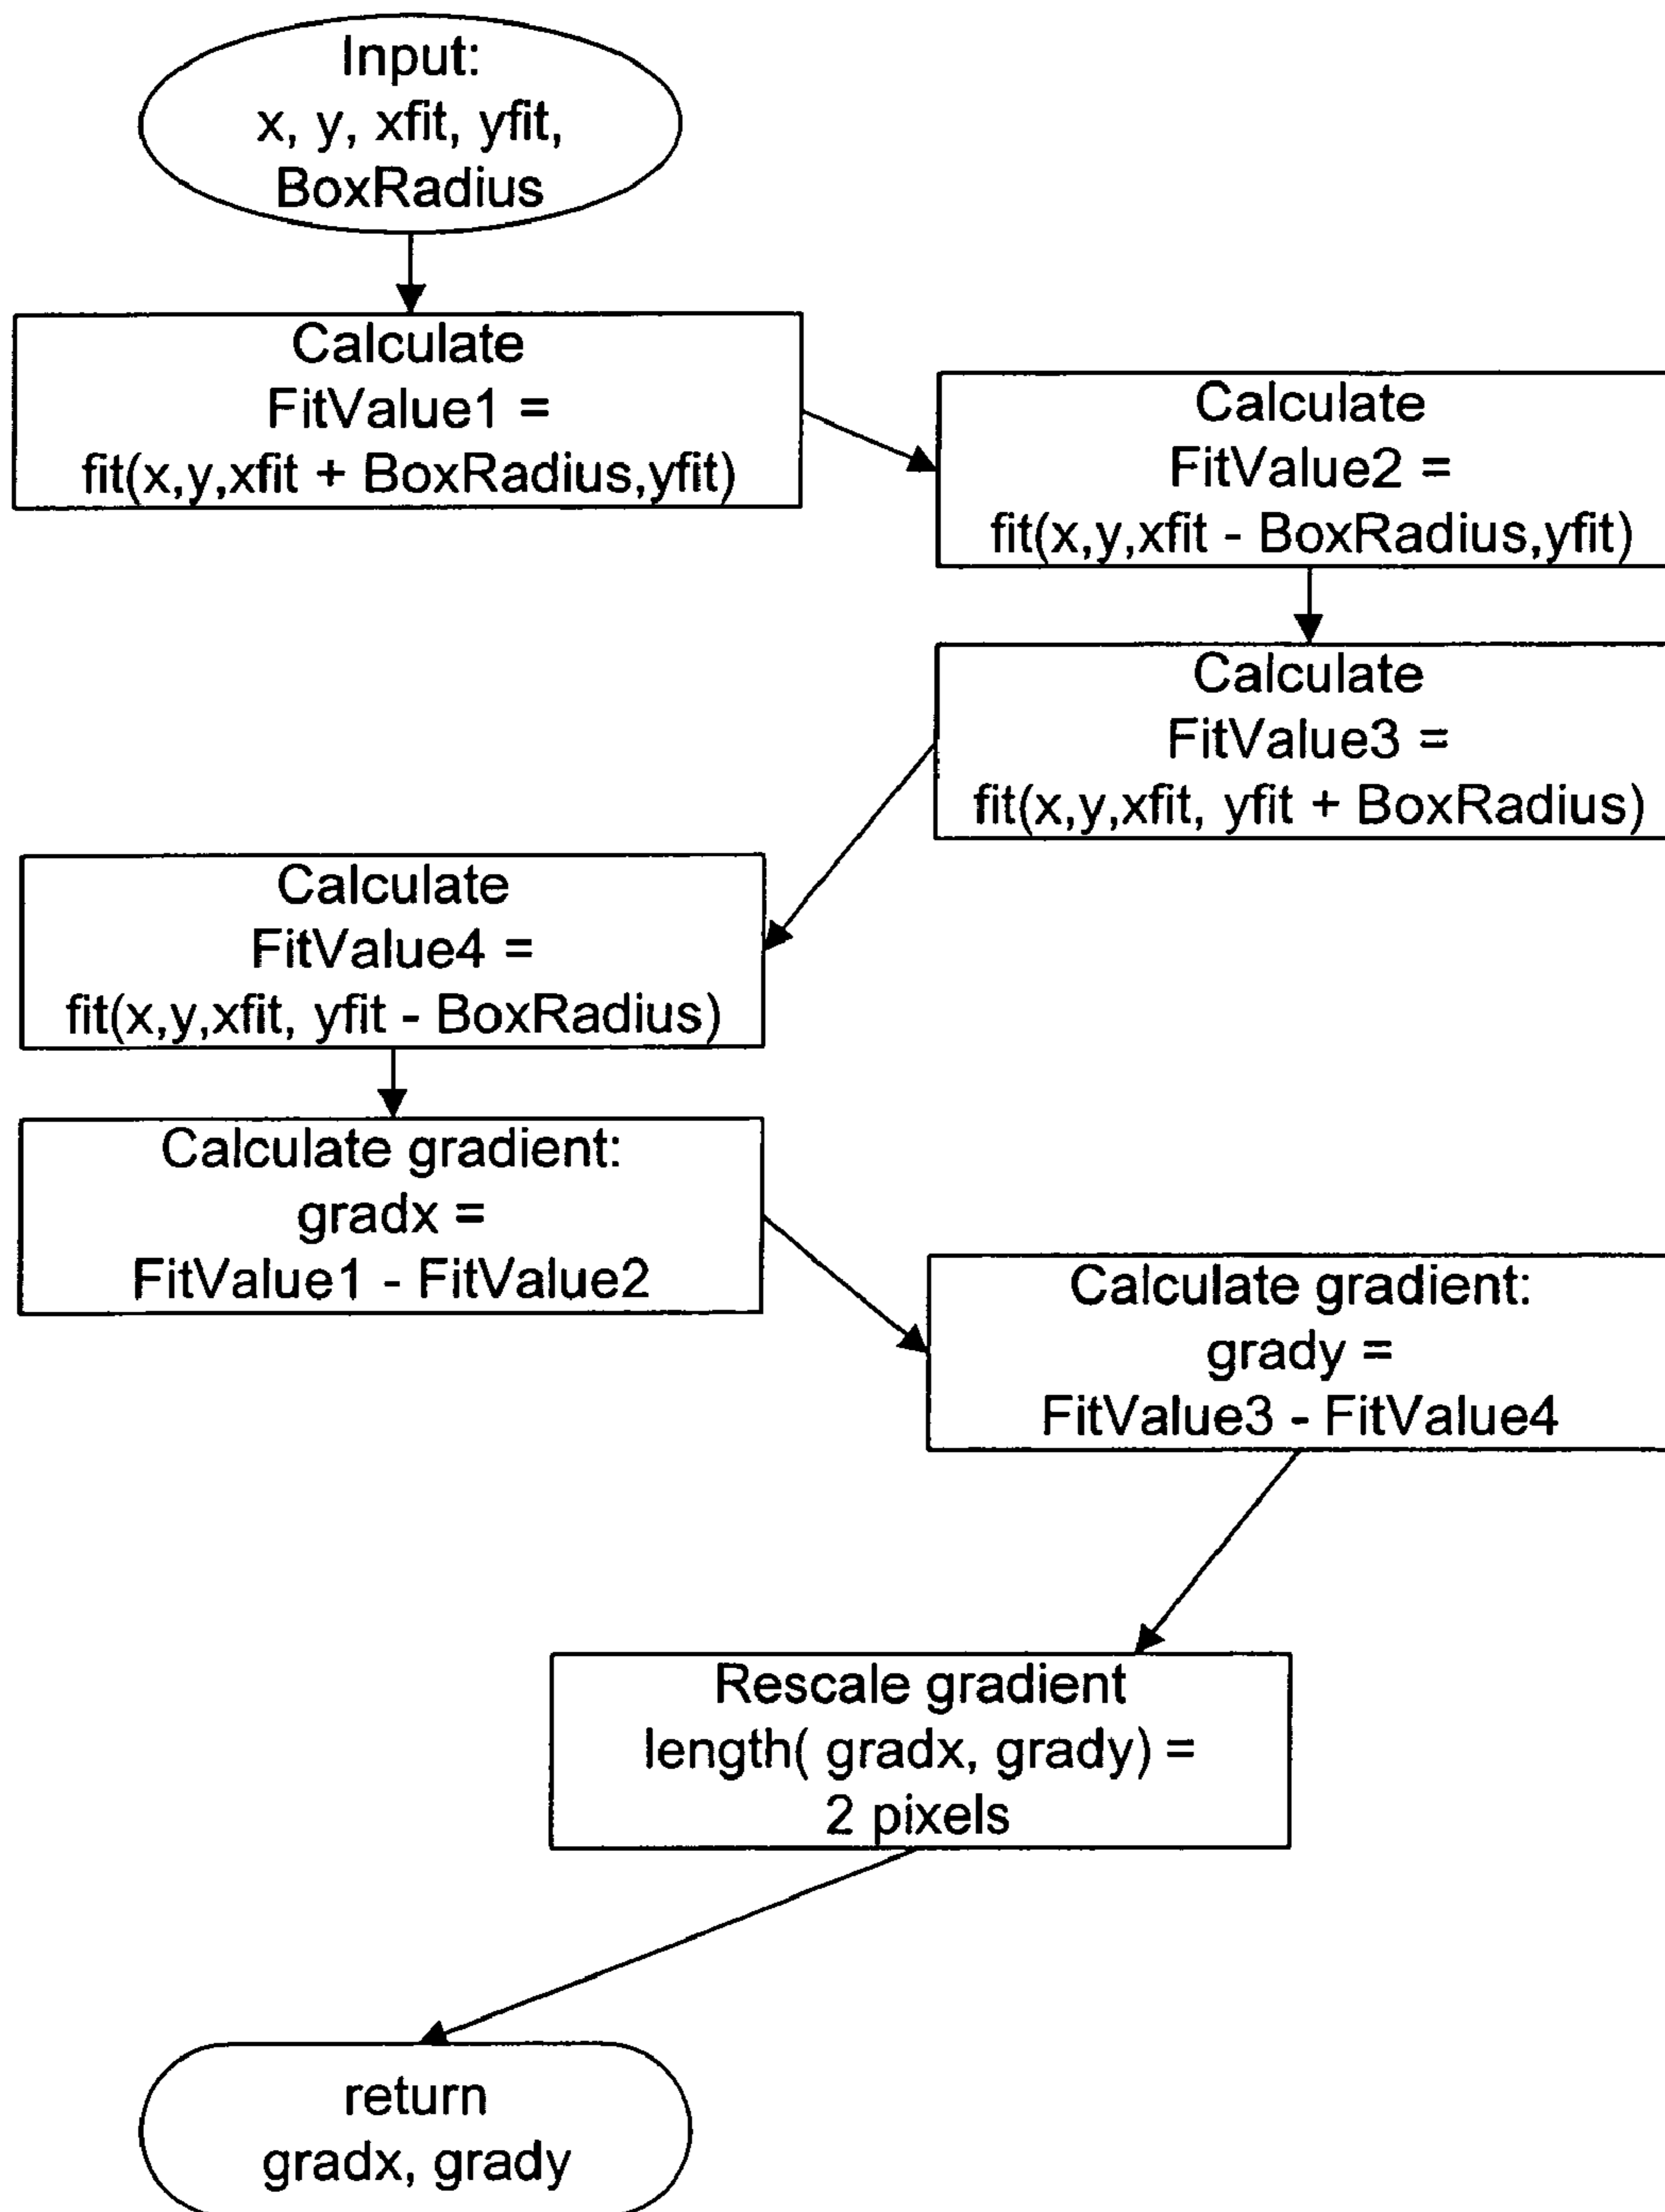 Input:
x, y, xfit, yfit,
BoxRadius
Calculate
FitValue1 =
fit(x,y,xfit + BoxRadius,yfit)
Calculate
FitValue2 =
fit(x,y,xfit - BoxRadius,yfit)
Calculate
FitValue3 =
fit(x,y,xfit, yfit + BoxRadius)
Calculate
FitValue4 =
fit(x,y,xfit, yfit - BoxRadius)
Calculate gradient:
gradx =
FitValue1 - FitValue2
Calculate gradient:
grady =
FitValue3 - FitValue4
Rescale gradient
length( gradx, grady) =
2 pixels
return
gradx, grady